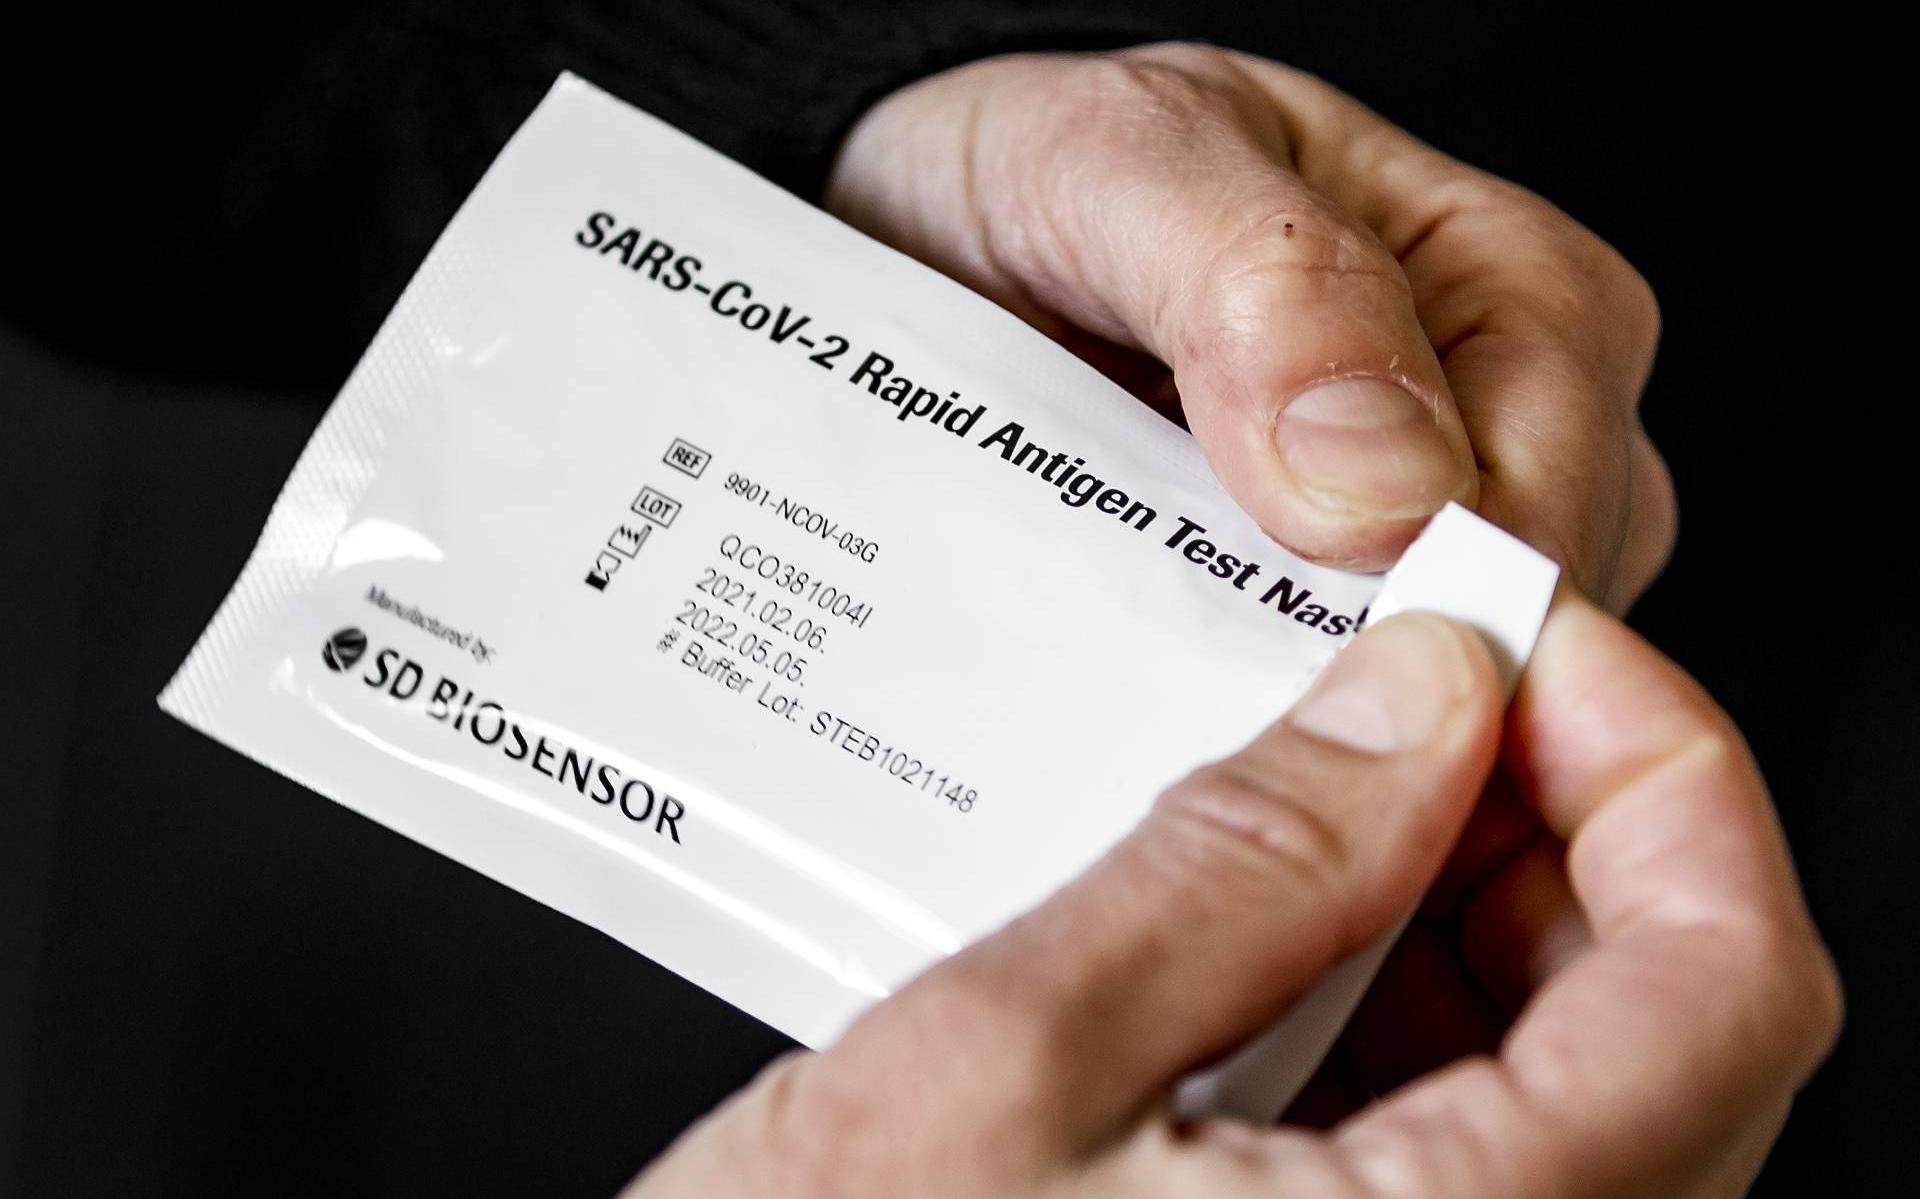 SARS-CoV-2 Rapid Antigen Test Nas
REF 9901-NCOV-03G
LOT QCO381004I
2021.02.06.
2022.05.05.
# Buffer Lot: STEB1021148
Manufactured by:
SD BIOSENSOR